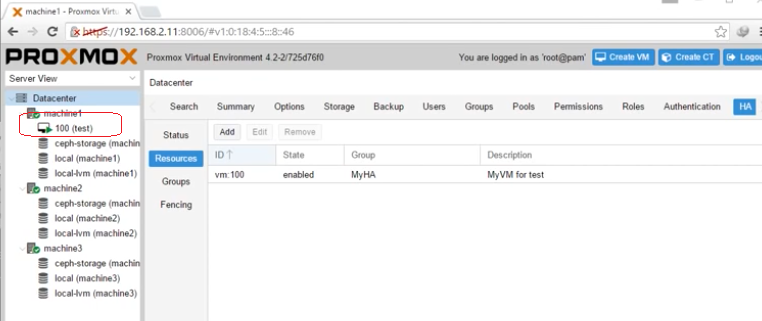 machine1 - Proxmox Virtu
https://192.168.2.11:8006/#v1:0:18:4:5:::8::46
PROXMOX Proxmox Virtual Environment 4.2-2/725d76f0 You are logged in as 'root@pam' Create VM Create CT Logou
Server View
Datacenter
Datacenter
machine1
100 (test)
ceph-storage (machin
local (machine1)
local-lvm (machine1)
machine2
ceph-storage (machin
local (machine2)
local-lvm (machine2)
machine3
ceph-storage (machin
local (machine3)
local-lvm (machine3)
Search Summary Options Storage Backup Users Groups Pools Permissions Roles Authentication HA
Status
Resources
Groups
Fencing
Add Edit Remove
ID State Group Description
vm:100 enabled MyHA MyVM for test